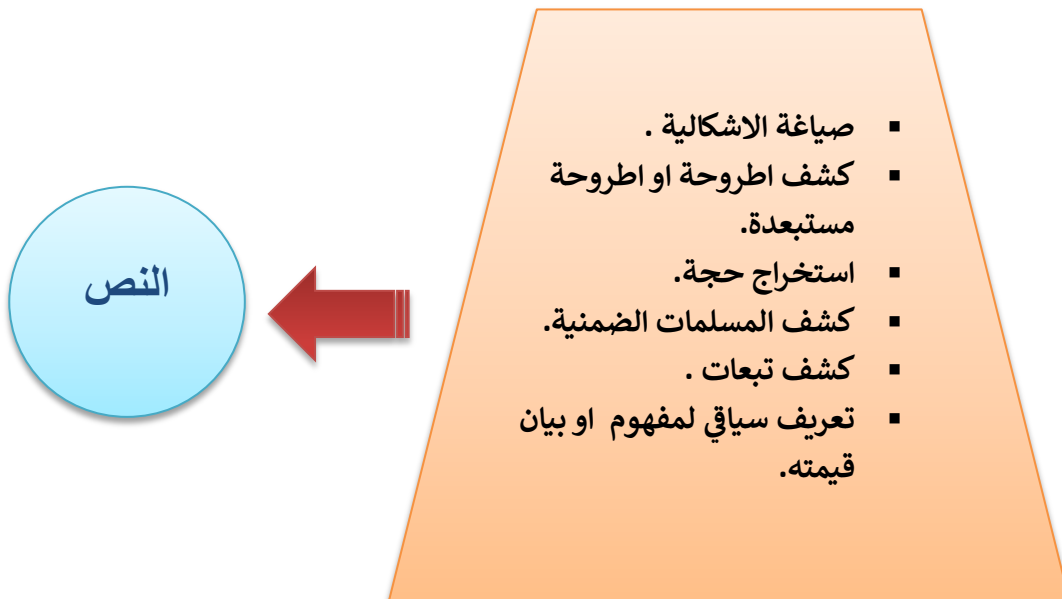 ▪ صياغة الاشكالية .
▪ كشف اطروحة او اطروحة
مستبعدة.
▪ استخراج حجة.
▪ كشف المسلمات الضمنية.
▪ كشف تبعات .
▪ تعريف سياقي لمفهوم او بيان
قيمته.
النص